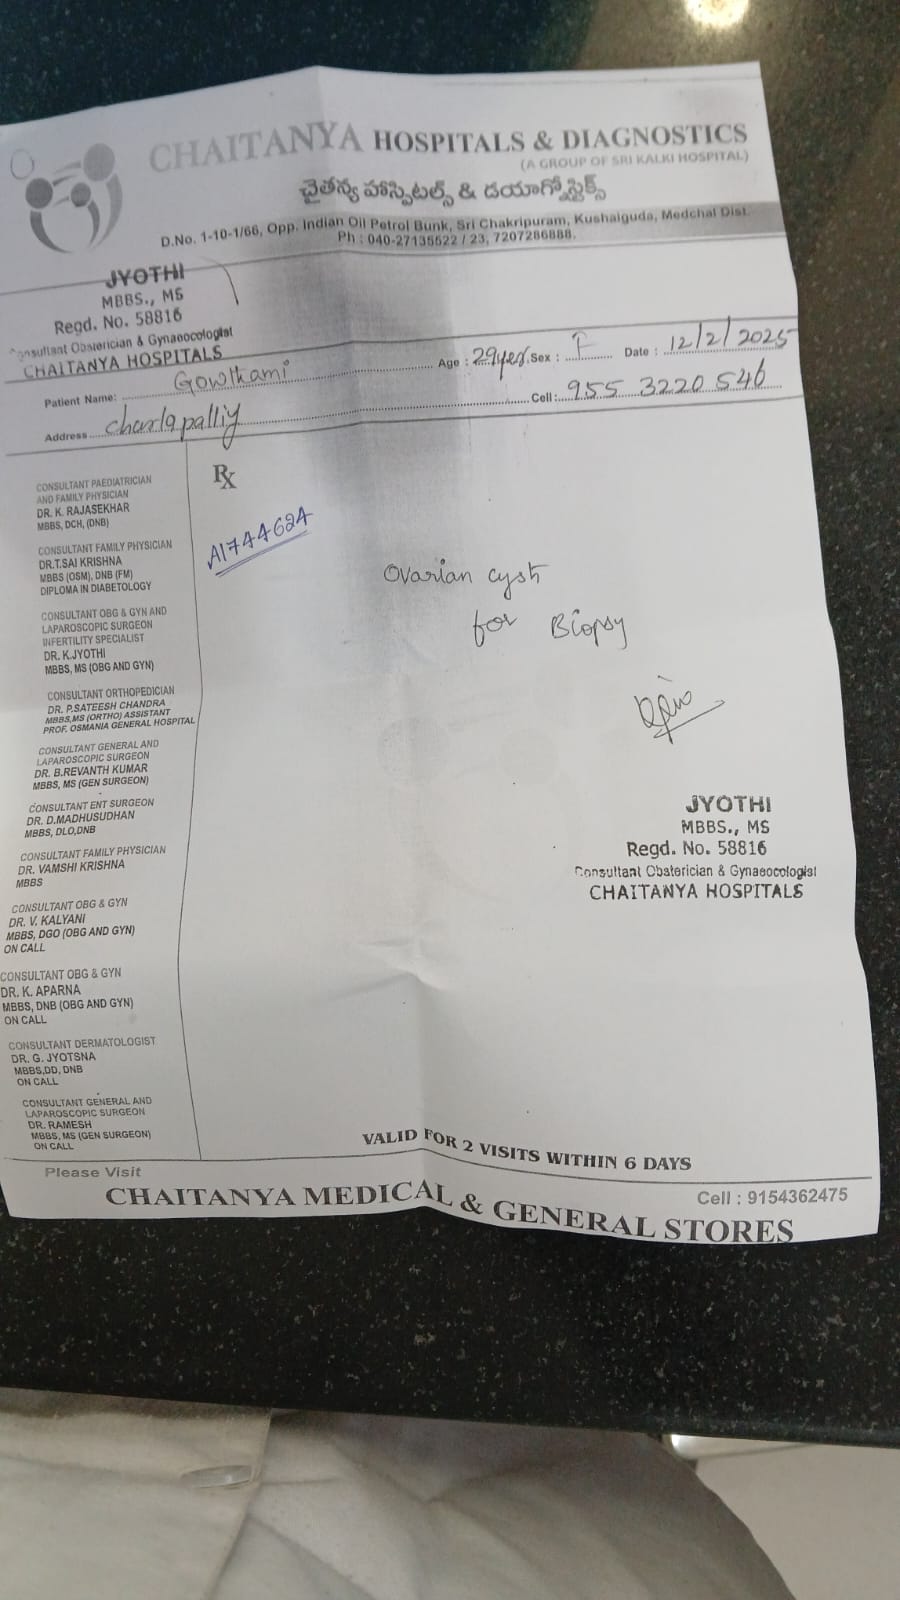 CHAITANYA HOSPITALS & DIAGNOSTICS
(A GROUP OF SRI KALKI HOSPITAL)
చైతన్య హాస్పిటల్స్ & డయాగ్నోస్టిక్స్
D.No. 1-10-1/66, Opp. Indian Oil Petrol Bunk, Sri Chakripuram, Kushaiguda, Medchal Dist.
Ph : 040-27135522 / 23, 7207286888.
JYOTHI
MBBS., MS
Regd. No. 58816
Consultant Obsterician & Gynaeocologist
CHAITANYA HOSPITALS
Patient Name: Gowthami Age : 29yes. Sex : F Date : 12/2/2025
Address charlapalliy Cell: 955 3220 546
Rx
A1744624
Ovarian cyst
for Biopsy
JYOTHI
MBBS., MS
Regd. No. 58816
Consultant Obsterician & Gynaeocologist
CHAITANYA HOSPITALS
CONSULTANT PAEDIATRICIAN
AND FAMILY PHYSICIAN
DR. K. RAJASEKHAR
MBBS, DCH, (DNB)
CONSULTANT FAMILY PHYSICIAN
DR.T.SAI KRISHNA
MBBS (OSM), DNB (FM)
DIPLOMA IN DIABETOLOGY
CONSULTANT OBG & GYN AND
LAPAROSCOPIC SURGEON
INFERTILITY SPECIALIST
DR. K.JYOTHI
MBBS, MS (OBG AND GYN)
CONSULTANT ORTHOPEDICIAN
DR. P.SATEESH CHANDRA
MBBS,MS (ORTHO) ASSISTANT
PROF. OSMANIA GENERAL HOSPITAL
CONSULTANT GENERAL AND
LAPAROSCOPIC SURGEON
DR. B.REVANTH KUMAR
MBBS, MS (GEN SURGEON)
CONSULTANT ENT SURGEON
DR. D.MADHUSUDHAN
MBBS, DLO,DNB
CONSULTANT FAMILY PHYSICIAN
DR. VAMSHI KRISHNA
MBBS
CONSULTANT OBG & GYN
DR. V. KALYANI
MBBS, DGO (OBG AND GYN)
ON CALL
CONSULTANT OBG & GYN
DR. K. APARNA
MBBS, DNB (OBG AND GYN)
ON CALL
CONSULTANT DERMATOLOGIST
DR. G. JYOTSNA
MBBS,DD, DNB
ON CALL
CONSULTANT GENERAL AND
LAPAROSCOPIC SURGEON
DR. RAMESH
MBBS, MS (GEN SURGEON)
ON CALL
VALID FOR 2 VISITS WITHIN 6 DAYS
Please Visit
CHAITANYA MEDICAL & GENERAL STORES
Cell : 9154362475